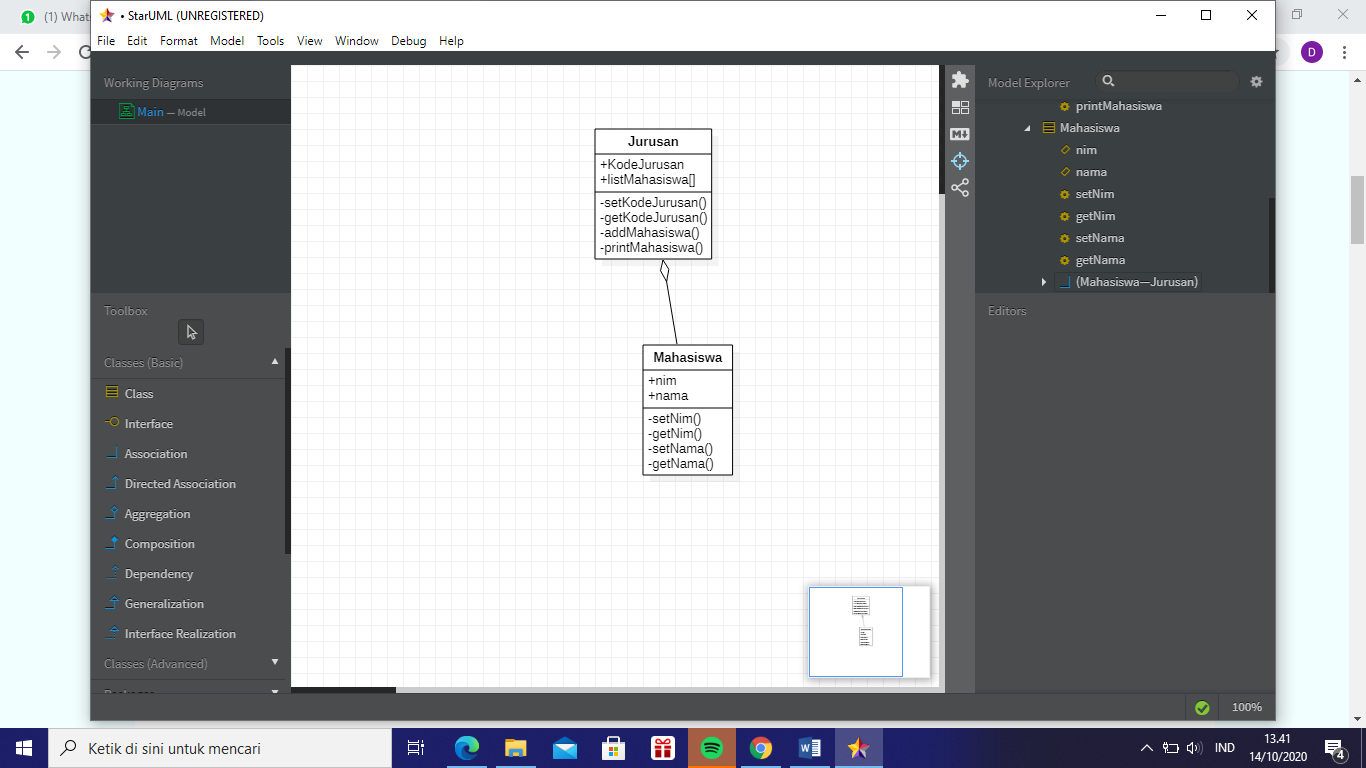 (1) What
• StarUML (UNREGISTERED)
D
File Edit Format Model Tools View Window Debug Help
Working Diagrams
Main — Model
Toolbox
Classes (Basic)
Class
Interface
Association
Directed Association
Aggregation
Composition
Dependency
Generalization
Interface Realization
Classes (Advanced)
Jurusan
+KodeJurusan
+listMahasiswa[]
-setKodeJurusan()
-getKodeJurusan()
-addMahasiswa()
-printMahasiswa()
Mahasiswa
+nim
+nama
-setNim()
-getNim()
-setNama()
-getNama()
M
Model Explorer
printMahasiswa
Mahasiswa
nim
nama
setNim
getNim
setNama
getNama
(Mahasiswa—Jurusan)
Editors
100%
Ketik di sini untuk mencari
IND
13.41
14/10/2020
4